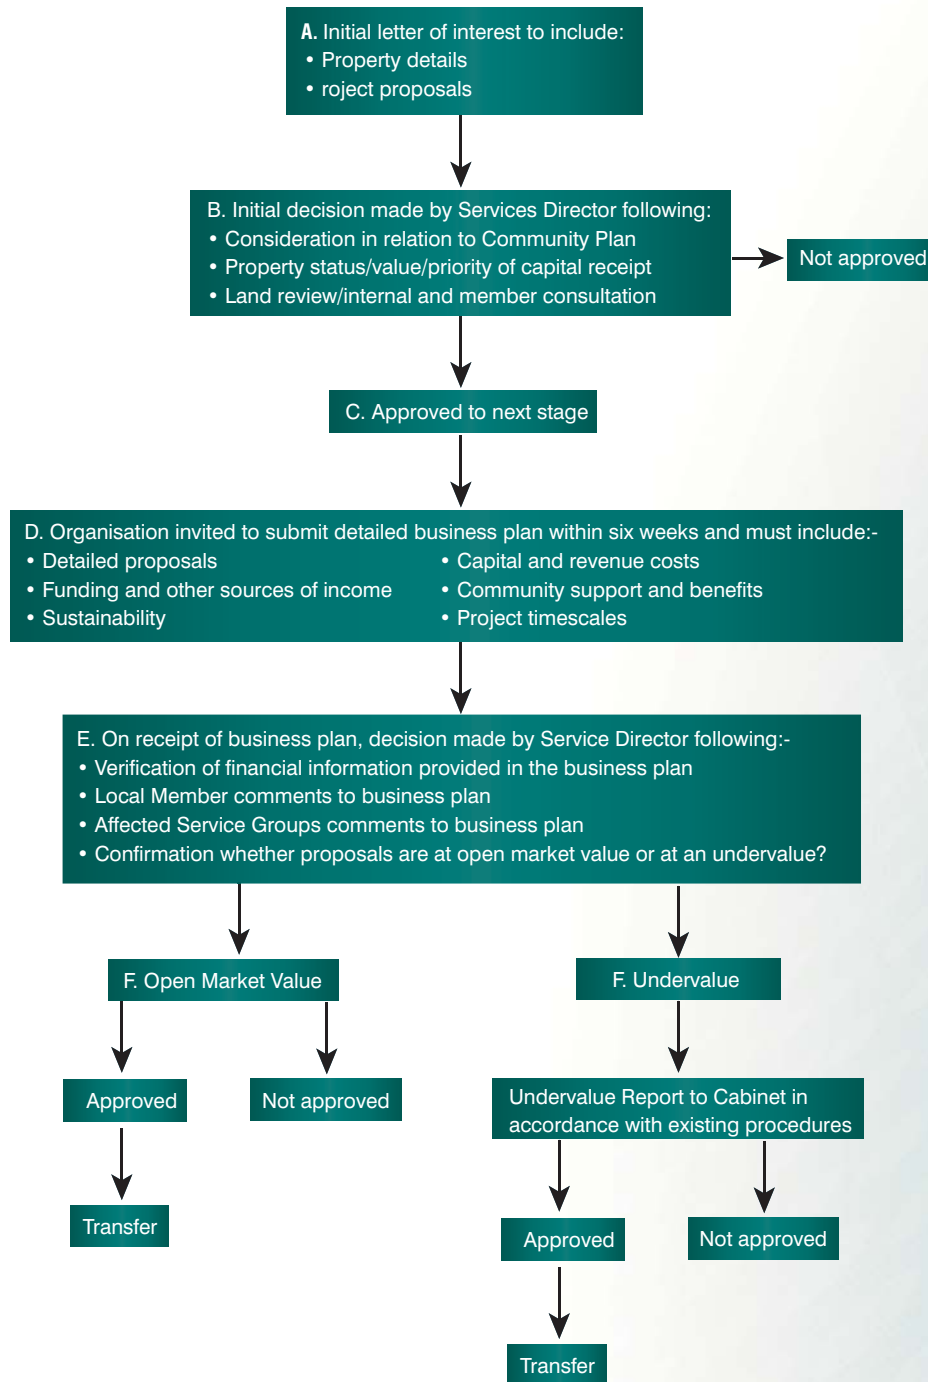 A. Initial letter of interest to include:
• Property details
• roject proposals
B. Initial decision made by Services Director following:
• Consideration in relation to Community Plan
• Property status/value/priority of capital receipt
• Land review/internal and member consultation
Not approved
C. Approved to next stage
D. Organisation invited to submit detailed business plan within six weeks and must include:-
• Detailed proposals
• Funding and other sources of income
• Sustainability
• Capital and revenue costs
• Community support and benefits
• Project timescales
E. On receipt of business plan, decision made by Service Director following:-
• Verification of financial information provided in the business plan
• Local Member comments to business plan
• Affected Service Groups comments to business plan
• Confirmation whether proposals are at open market value or at an undervalue?
F. Open Market Value
Approved
Not approved
Transfer
F. Undervalue
Undervalue Report to Cabinet in
accordance with existing procedures
Approved
Not approved
Transfer